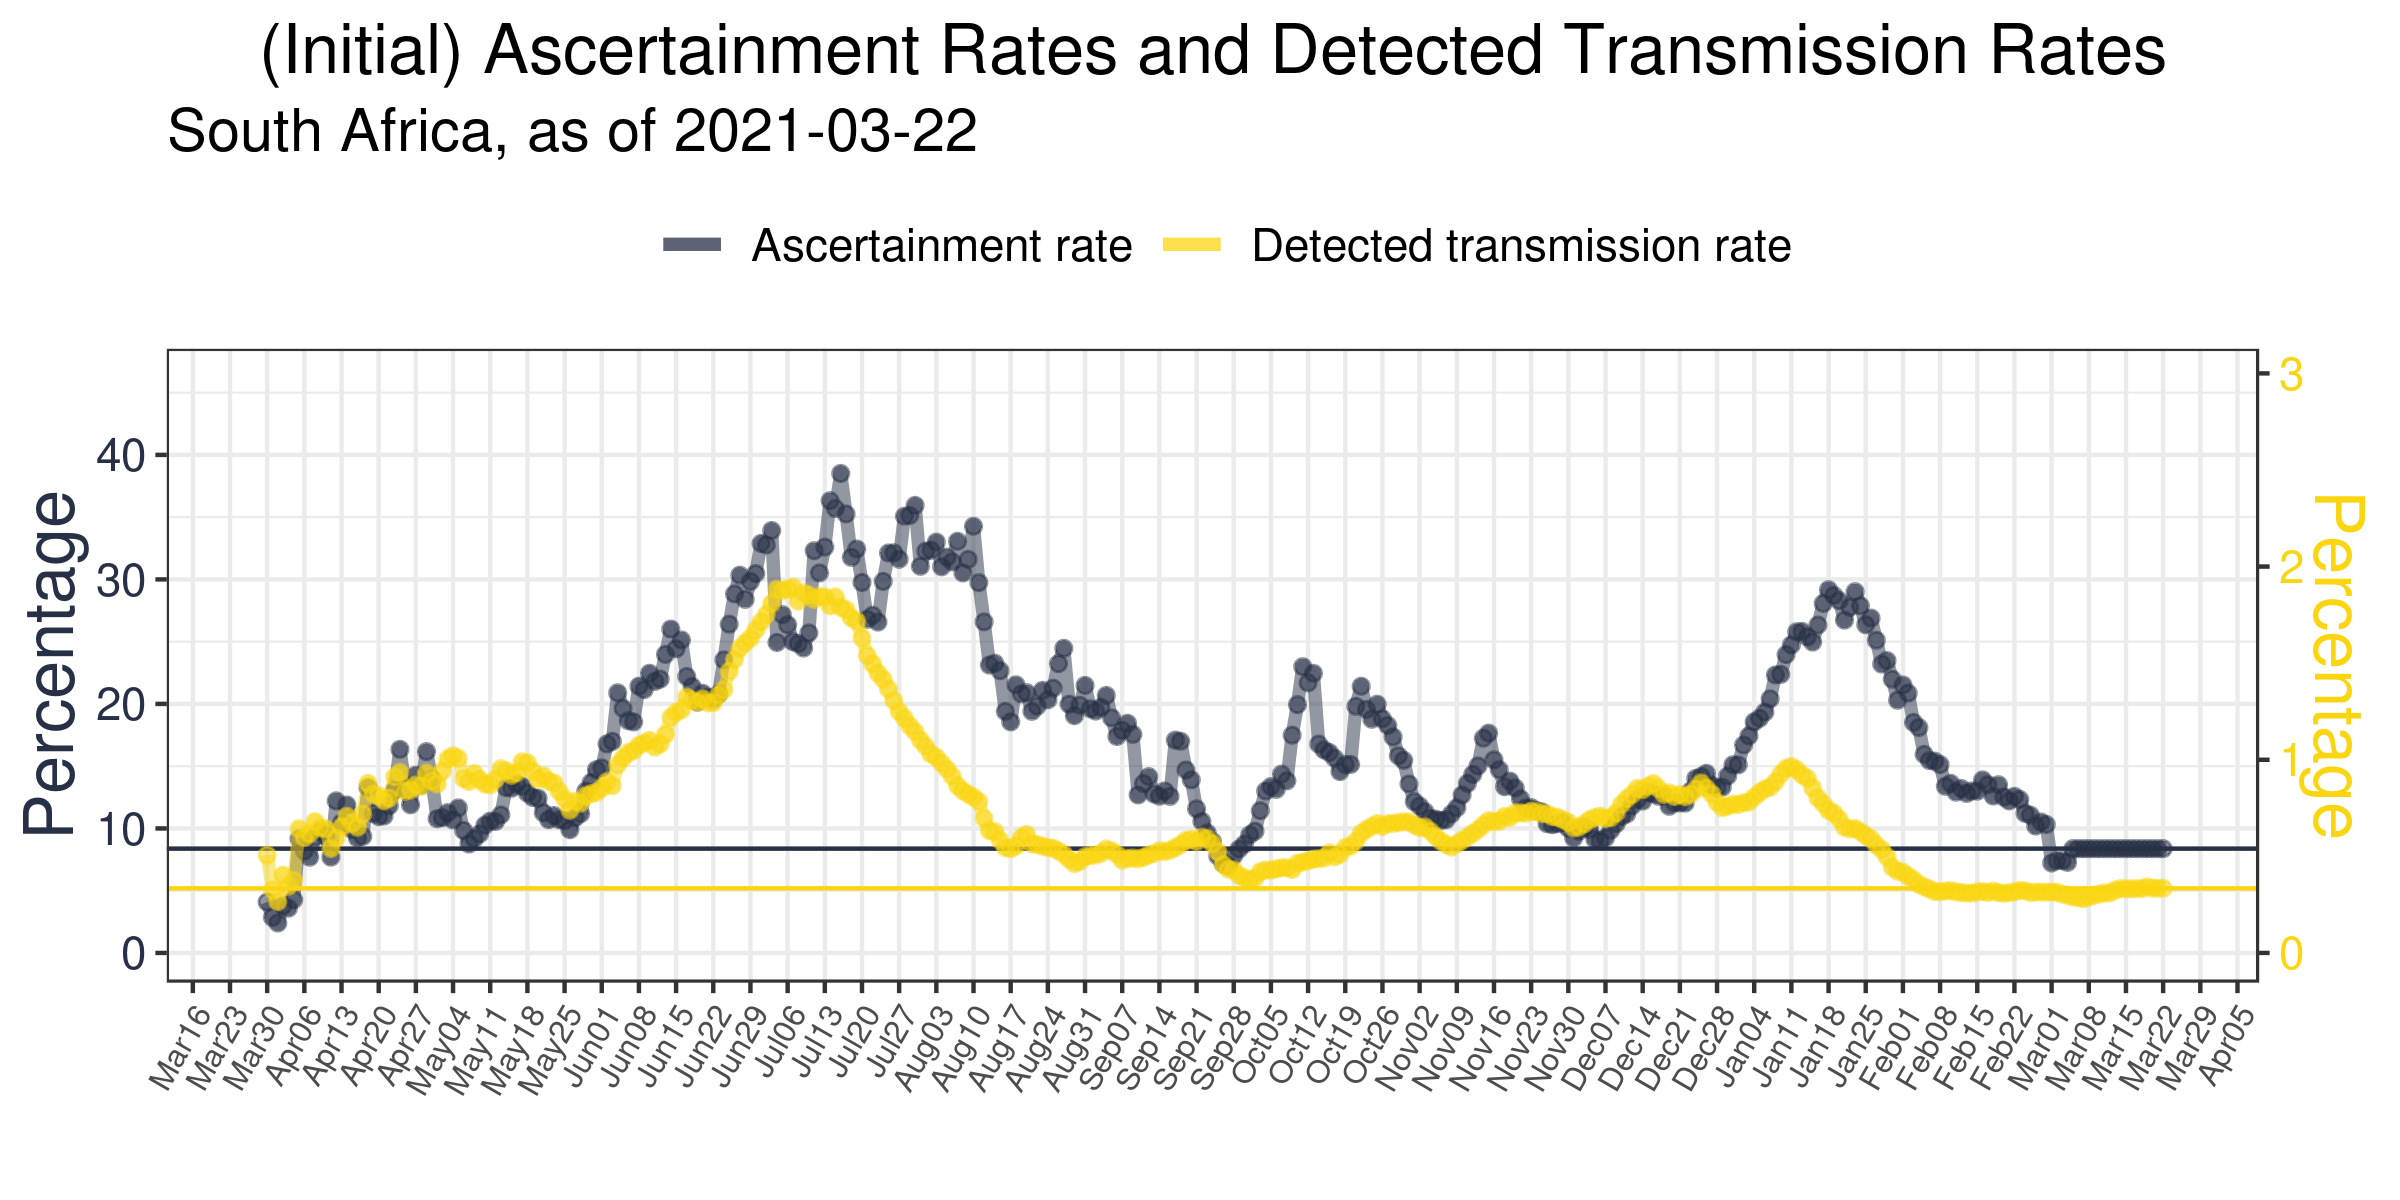 (Initial) Ascertainment Rates and Detected Transmission Rates
South Africa, as of 2021-03-22
Ascertainment rate
Detected transmission rate
Percentage
40
30
20
10
0
3
2
1
0
Percentage
Mar16
Mar23
Mar30
Apr06
Apr13
Apr20
Apr27
May04
May11
May18
May25
Jun01
Jun08
Jun15
Jun22
Jun29
Jul06
Jul13
Jul20
Jul27
Aug03
Aug10
Aug17
Aug24
Aug31
Sep07
Sep14
Sep21
Sep28
Oct05
Oct12
Oct19
Oct26
Nov02
Nov09
Nov16
Nov23
Nov30
Dec07
Dec14
Dec21
Dec28
Jan04
Jan11
Jan18
Jan25
Feb01
Feb08
Feb15
Feb22
Mar01
Mar08
Mar15
Mar22
Mar29
Apr05